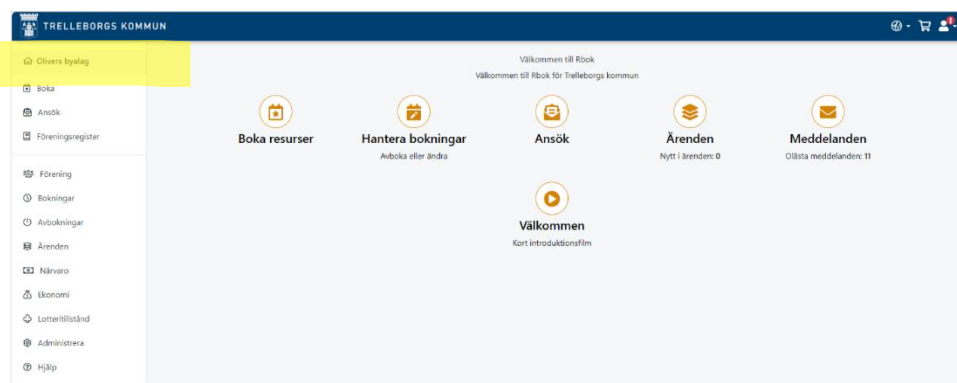 TRELLEBORGS KOMMUN
Olivers byalag
Boka
Ansök
Föreningsregister
Förening
Bokningar
Avbokningar
Ärenden
Närvaro
Ekonomi
Lotteritillstånd
Administrera
Hjälp
Välkommen till Rbok
Välkommen till Rbok för Trelleborgs kommun
Boka resurser
Hantera bokningar
Avboka eller ändra
Ansök
Ärenden
Nytt i ärenden: 0
Meddelanden
Olästa meddelanden: 11
Välkommen
Kort introduktionsfilm